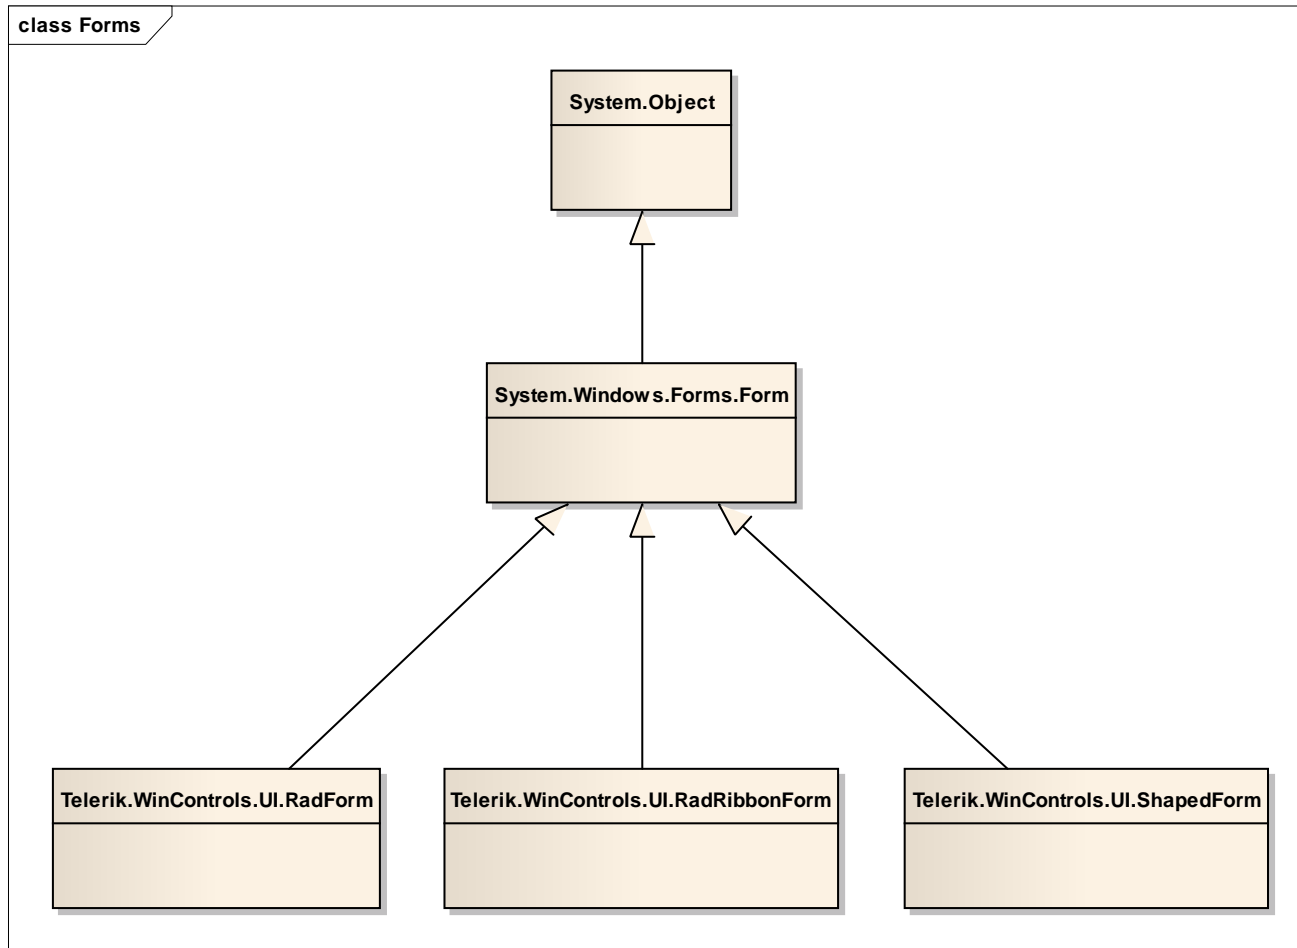 class Forms
System.Object
System.Windows.Forms.Form
Telerik.WinControls.UI.RadForm
Telerik.WinControls.UI.RadRibbonForm
Telerik.WinControls.UI.ShapedForm